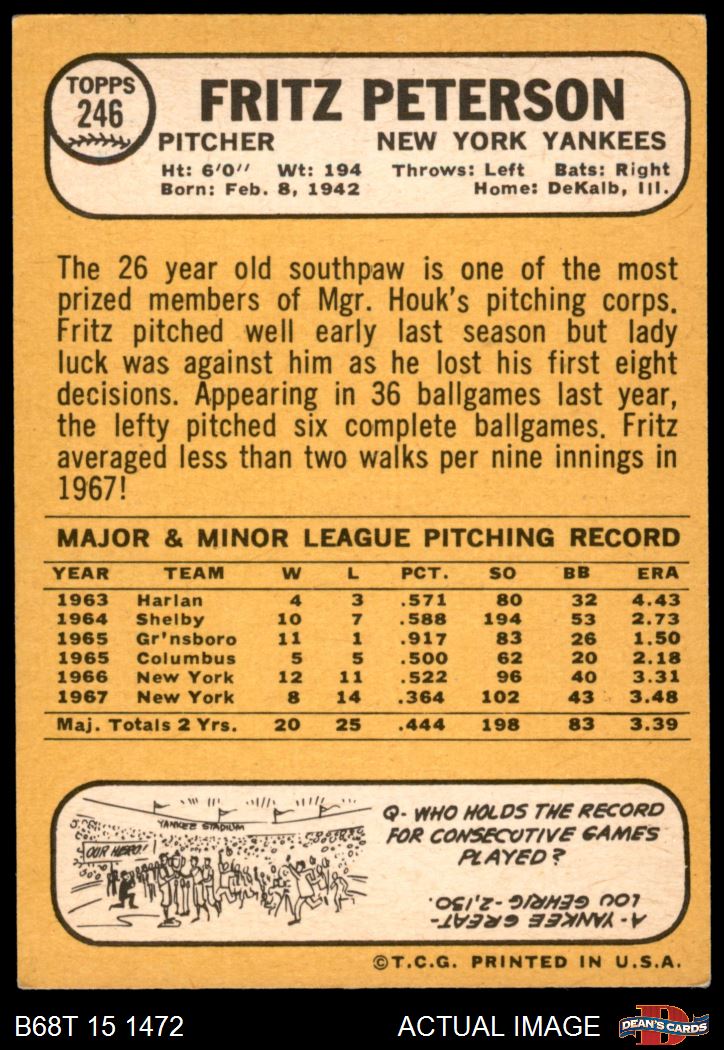 TOPPS
246
FRITZ PETERSON
PITCHER NEW YORK YANKEES
Ht: 6'0" Wt: 194 Throws: Left Bats: Right
Born: Feb. 8, 1942 Home: DeKalb, Ill.
The 26 year old southpaw is one of the most
prized members of Mgr. Houk's pitching corps.
Fritz pitched well early last season but lady
luck was against him as he lost his first eight
decisions. Appearing in 36 ballgames last year,
the lefty pitched six complete ballgames. Fritz
averaged less than two walks per nine innings in
1967!
MAJOR & MINOR LEAGUE PITCHING RECORD
YEAR TEAM W L PCT. SO BB ERA
1963 Harlan 4 3 .571 80 32 4.43
1964 Shelby 10 7 .588 194 53 2.73
1965 Gr'nsboro 11 1 .917 83 26 1.50
1965 Columbus 5 5 .500 62 20 2.18
1966 New York 12 11 .522 96 40 3.31
1967 New York 8 14 .364 102 43 3.48
Maj. Totals 2 Yrs. 20 25 .444 198 83 3.39
YANKEE STADIUM
OUR HERO!
Q- WHO HOLDS THE RECORD
FOR CONSECUTIVE GAMES
PLAYED?
A- YANKEE GREAT-
LOU GEHRIG-2,130.
©T.C.G. PRINTED IN U.S.A.
B68T 15 1472 ACTUAL IMAGE
DEAN'S CARDS